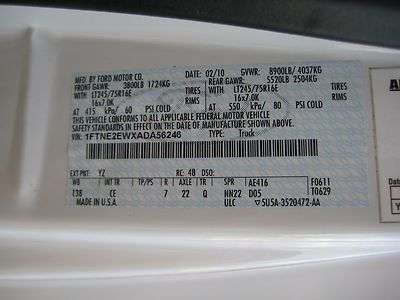 MFD. BY FORD MOTOR CO. 02/10 GVWR: 8900LB/ 4037KG
FRONT GAWR: 3800LB 1724KG REAR GAWR: 5520LB 2504KG
WITH LT245/75R16E TIRES WITH LT245/75R16E TIRES
16x7.0K RIMS 16x7.0K RIMS
AT 415 kPa/ 60 PSI COLD AT 550 kPa/ 80 PSI COLD
THIS VEHICLE CONFORMS TO ALL APPLICABLE FEDERAL MOTOR VEHICLE
SAFETY STANDARDS IN EFFECT ON THE DATE OF MANUFACTURE SHOWN ABOVE.
VIN: 1FTNE2EWXADA56246 TYPE: Truck
EXT PNT: YZ RC: 48 DSO:
WB INT TR TP/PS R AXLE TR SPR AE416 F0611
138 CE 7 22 Q NN22 D05 T0629
MADE IN U.S.A. ULC 5U5A-3520472-AA